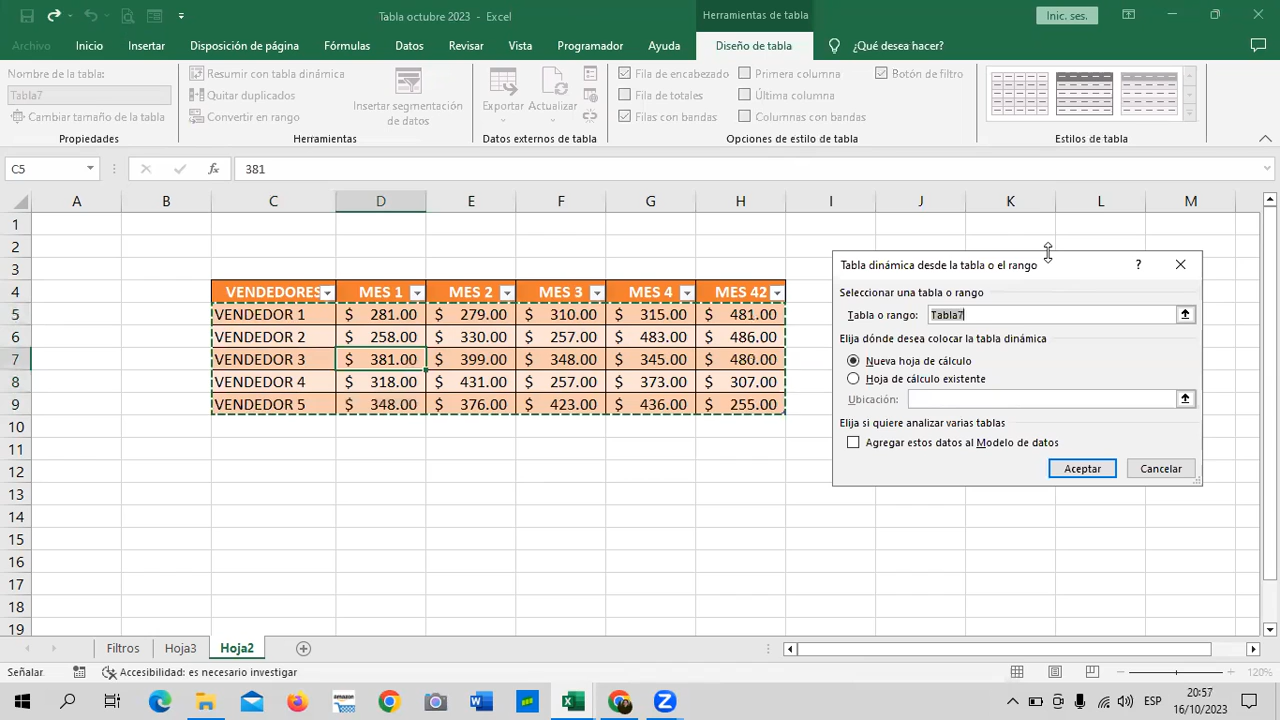 Tabla octubre 2023 - Excel
Herramientas de tabla
Inic. ses.
Archivo Inicio Insertar Disposición de página Fórmulas Datos Revisar Vista Programador Ayuda Diseño de tabla ¿Qué desea hacer?
Nombre de la tabla:
Tabla7
Cambiar tamaño de la tabla
Propiedades
Resumir con tabla dinámica
Quitar duplicados
Convertir en rango
Insertar segmentación
de datos
Herramientas
Exportar Actualizar
Datos externos de tabla
Fila de encabezado Primera columna Botón de filtro
Fila de totales Última columna
Filas con bandas Columnas con bandas
Opciones de estilo de tabla
Estilos de tabla
C5 fx 381
A B C D E F G H I J K L M
1
2
3
4 VENDEDORES MES 1 MES 2 MES 3 MES 4 MES 42
5 VENDEDOR 1 $ 281.00 $ 279.00 $ 310.00 $ 315.00 $ 481.00
6 VENDEDOR 2 $ 258.00 $ 330.00 $ 257.00 $ 483.00 $ 486.00
7 VENDEDOR 3 $ 381.00 $ 399.00 $ 348.00 $ 345.00 $ 480.00
8 VENDEDOR 4 $ 318.00 $ 431.00 $ 257.00 $ 373.00 $ 307.00
9 VENDEDOR 5 $ 348.00 $ 376.00 $ 423.00 $ 436.00 $ 255.00
10
11
12
13
14
15
16
17
18
19
Tabla dinámica desde la tabla o el rango ?
Seleccionar una tabla o rango
Tabla o rango: Tabla7
Elija dónde desea colocar la tabla dinámica
Nueva hoja de cálculo
Hoja de cálculo existente
Ubicación:
Elija si quiere analizar varias tablas
Agregar estos datos al Modelo de datos
Aceptar Cancelar
Filtros Hoja3 Hoja2
Señalar Accesibilidad: es necesario investigar 120%
amazon
ESP
20:57
16/10/2023